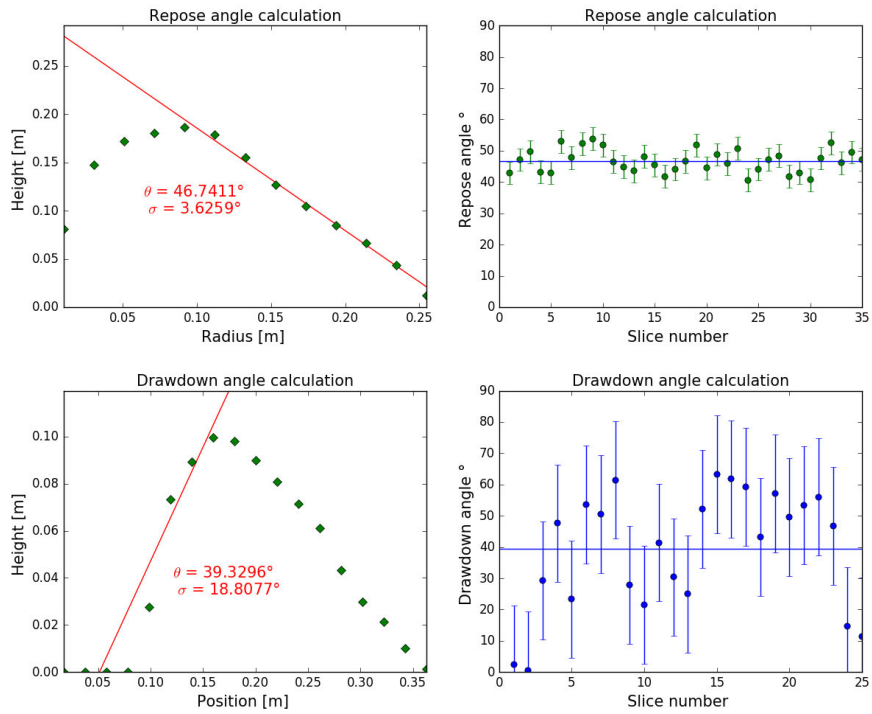 Repose angle calculation
Height [m]
0.25
0.20
0.15
0.10
0.05
0.00
θ = 46.7411°
σ = 3.6259°
0.05 0.10 0.15 0.20 0.25
Radius [m]
Repose angle calculation
Repose angle °
90
80
70
60
50
40
30
20
10
0
0 5 10 15 20 25 30 35
Slice number
Drawdown angle calculation
Height [m]
0.10
0.08
0.06
0.04
0.02
0.00
θ = 39.3296°
σ = 18.8077°
0.05 0.10 0.15 0.20 0.25 0.30 0.35
Position [m]
Drawdown angle calculation
Drawdown angle °
90
80
70
60
50
40
30
20
10
0
0 5 10 15 20 25
Slice number